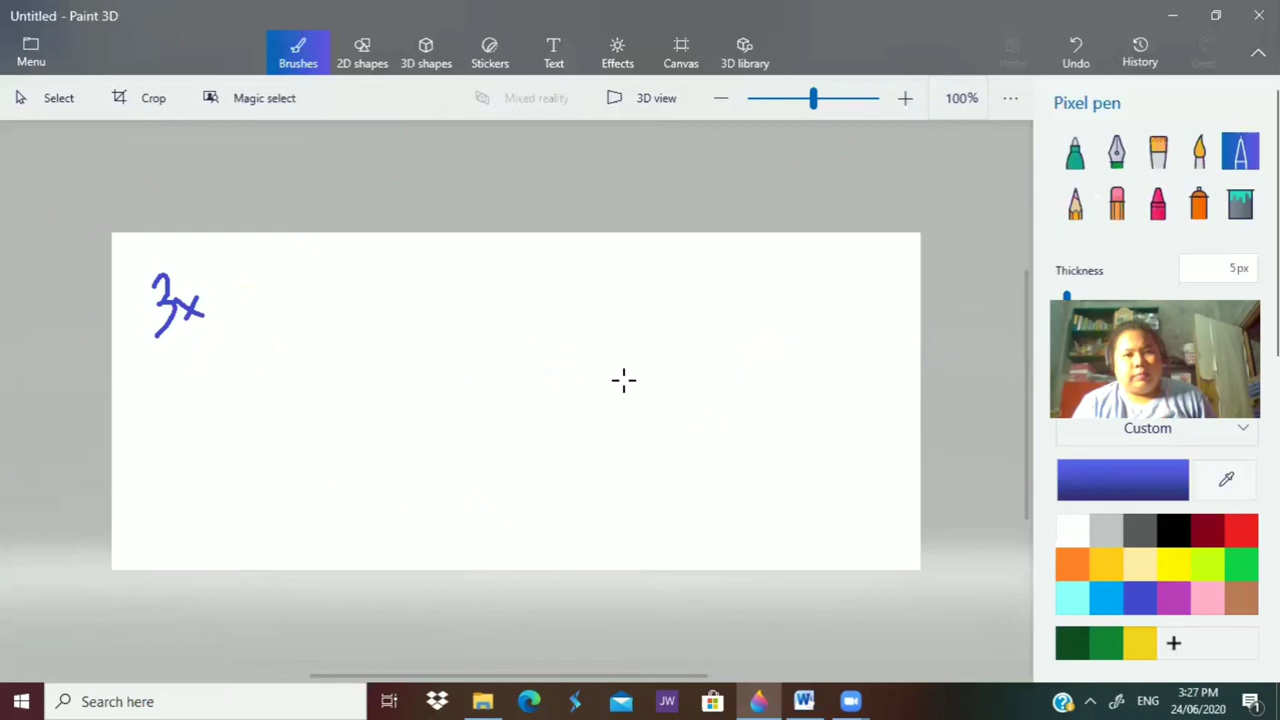 Untitled - Paint 3D
Menu
Brushes
2D shapes
3D shapes
Stickers
Text
Effects
Canvas
3D library
Undo
History
Select
Crop
Magic select
Mixed reality
3D view
100%
Pixel pen
Thickness
5px
3x
Custom
Search here
JW
ENG
3:27 PM
24/06/2020
1